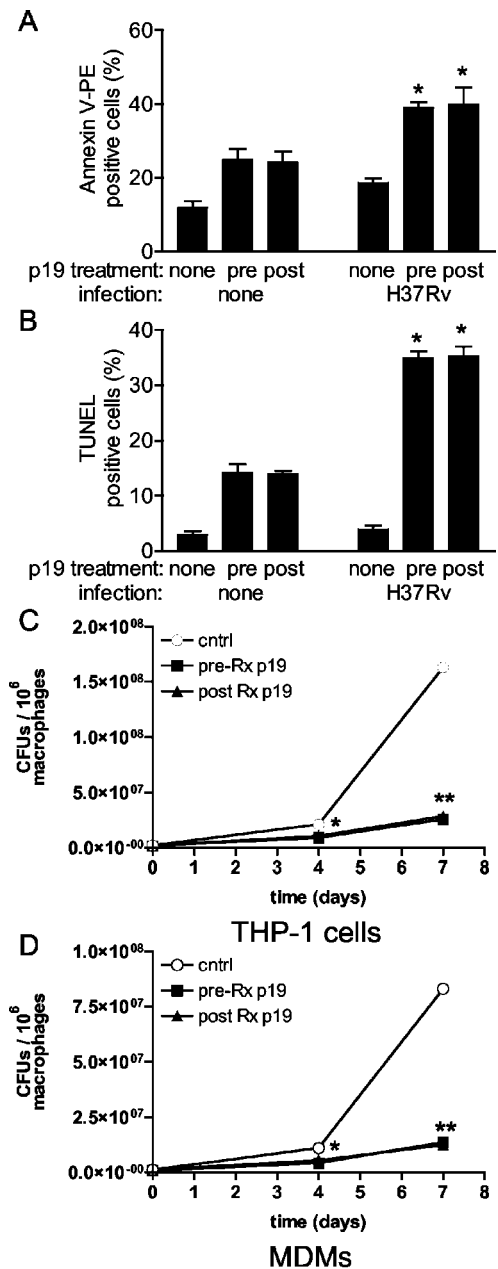 A
Annexin V-PE
positive cells (%)
60
40
20
0
*
*
p19 treatment: none pre post none pre post
infection: none H37Rv
B
TUNEL
positive cells (%)
40
30
20
10
0
*
*
p19 treatment: none pre post none pre post
infection: none H37Rv
C
CFUs / 10⁶
macrophages
2.0×10⁰⁸
1.5×10⁰⁸
1.0×10⁰⁸
5.0×10⁰⁷
0.0×10⁻⁰⁰
cntrl
pre-Rx p19
post Rx p19
*
**
0 1 2 3 4 5 6 7 8
time (days)
THP-1 cells
D
CFUs / 10⁶
macrophages
1.0×10⁰⁸
7.5×10⁰⁷
5.0×10⁰⁷
2.5×10⁰⁷
0.0×10⁻⁰⁰
cntrl
pre-Rx p19
post Rx p19
*
**
0 1 2 3 4 5 6 7 8
time (days)
MDMs